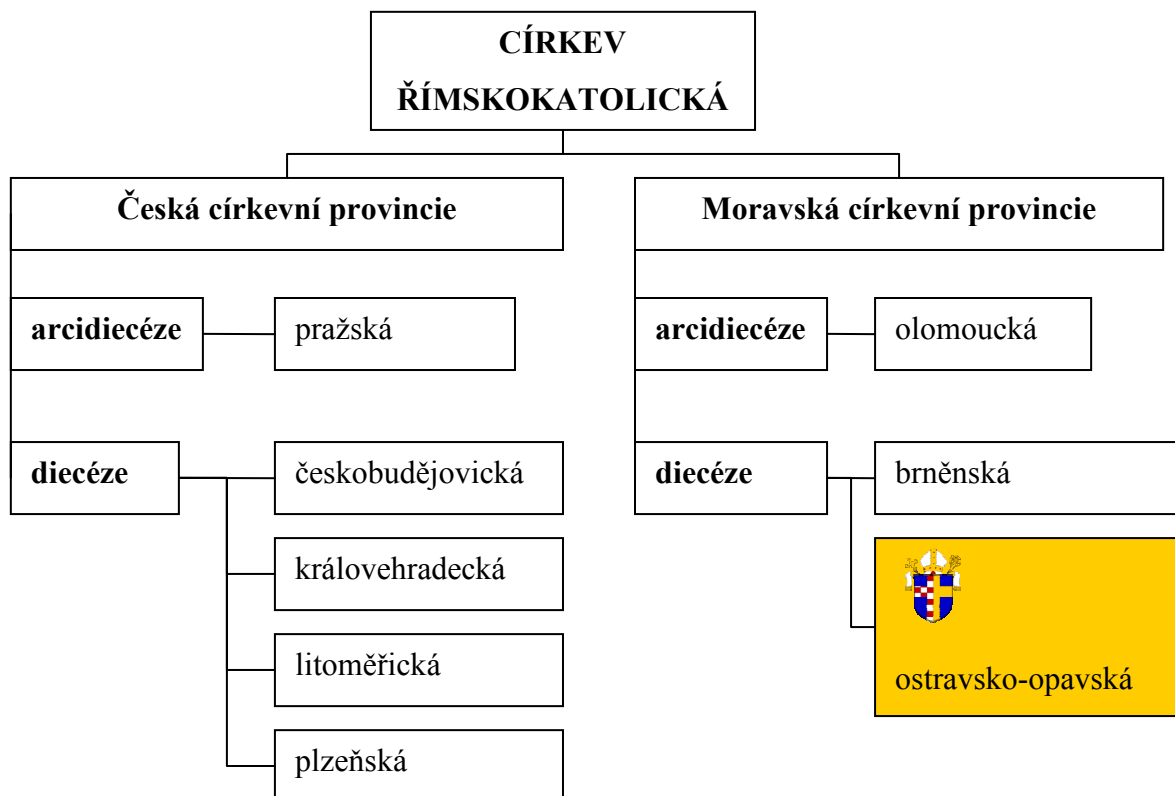 CÍRKEV
ŘÍMSKOKATOLICKÁ
Česká církevní provincie
arcidiecéze
pražská
diecéze
českobudějovická
královehradecká
litoměřická
plzeňská
Moravská církevní provincie
arcidiecéze
olomoucká
diecéze
brněnská
ostravsko-opavská